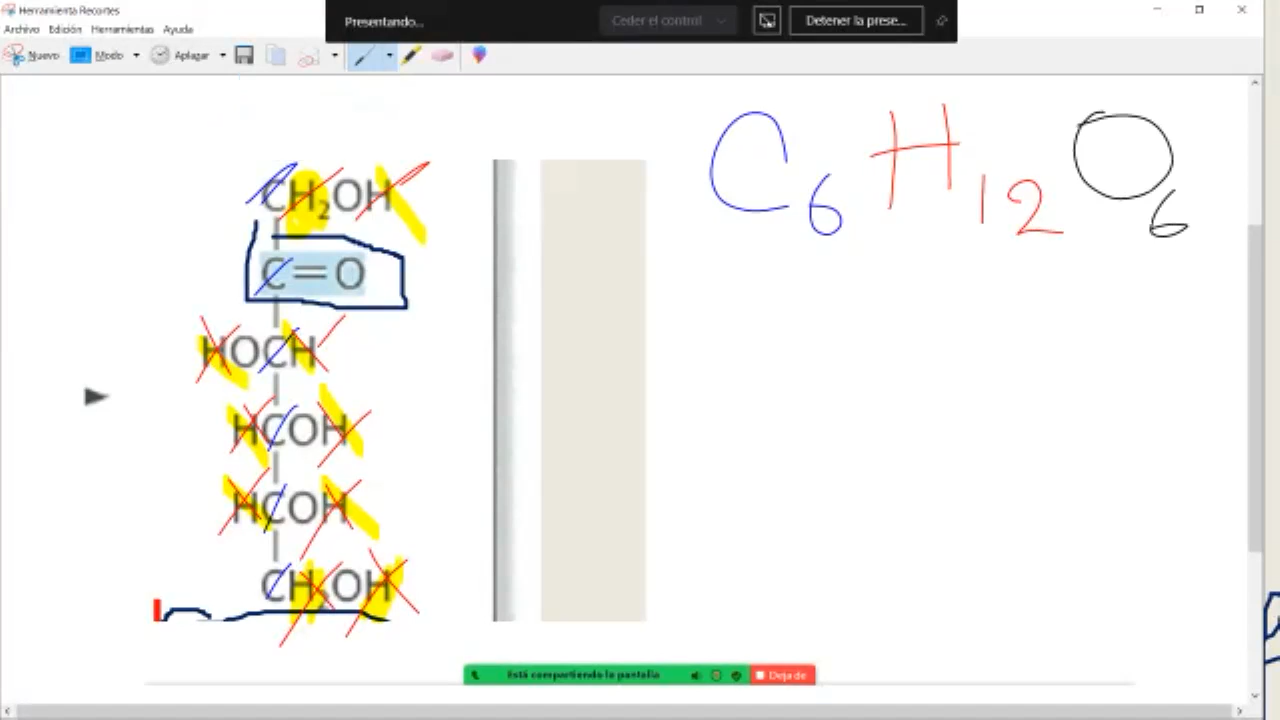 Herramienta Recortes
Presentando...
Ceder el control
Detener la prese...
Archivo Edición Herramientas Ayuda
Nuevo Modo Aplazar
C6H12O6
CH2OH
C=O
HOCH
HCOH
HCOH
CH2OH
Está compartiendo la pantalla
Deja de